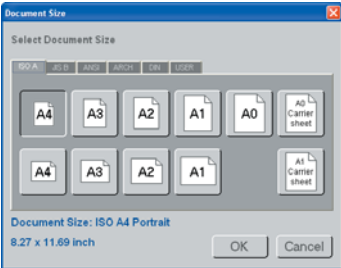 Document Size
Select Document Size
ISO A JIS B ANSI ARCH DIN USER
A4 A3 A2 A1 A0 A0 Carrier sheet
A4 A3 A2 A1 A1 Carrier sheet
Document Size: ISO A4 Portrait
8.27 x 11.69 inch
OK Cancel